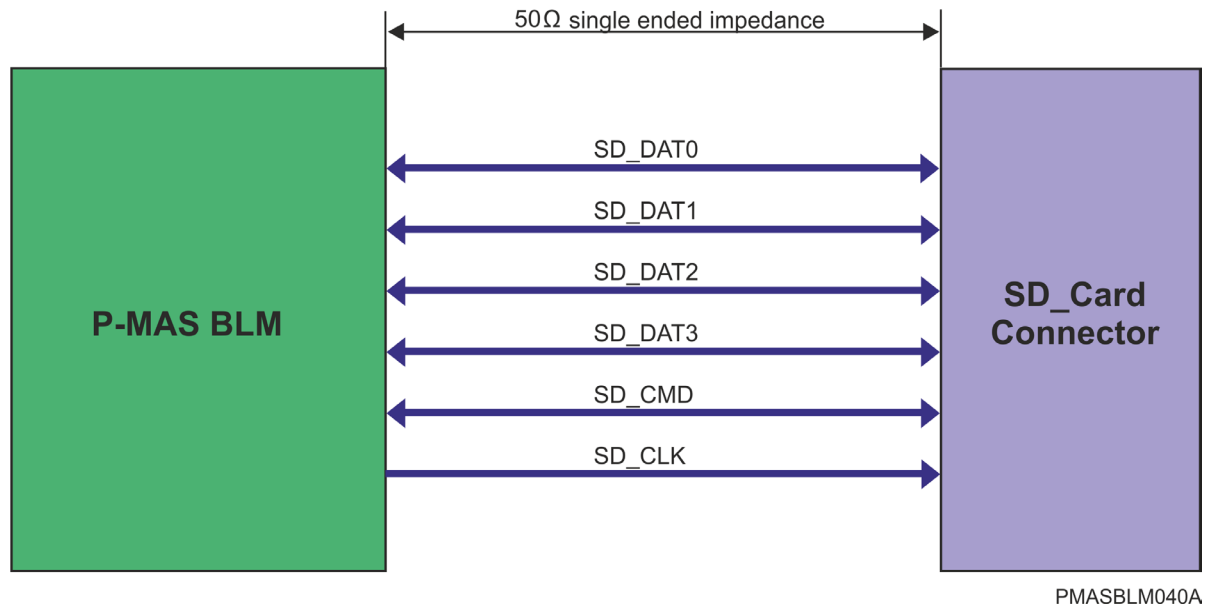 50Ω single ended impedance
SD_DAT0
SD_DAT1
SD_DAT2
SD_DAT3
SD_CMD
SD_CLK
P-MAS BLM
SD_Card
Connector
PMASBLM040A